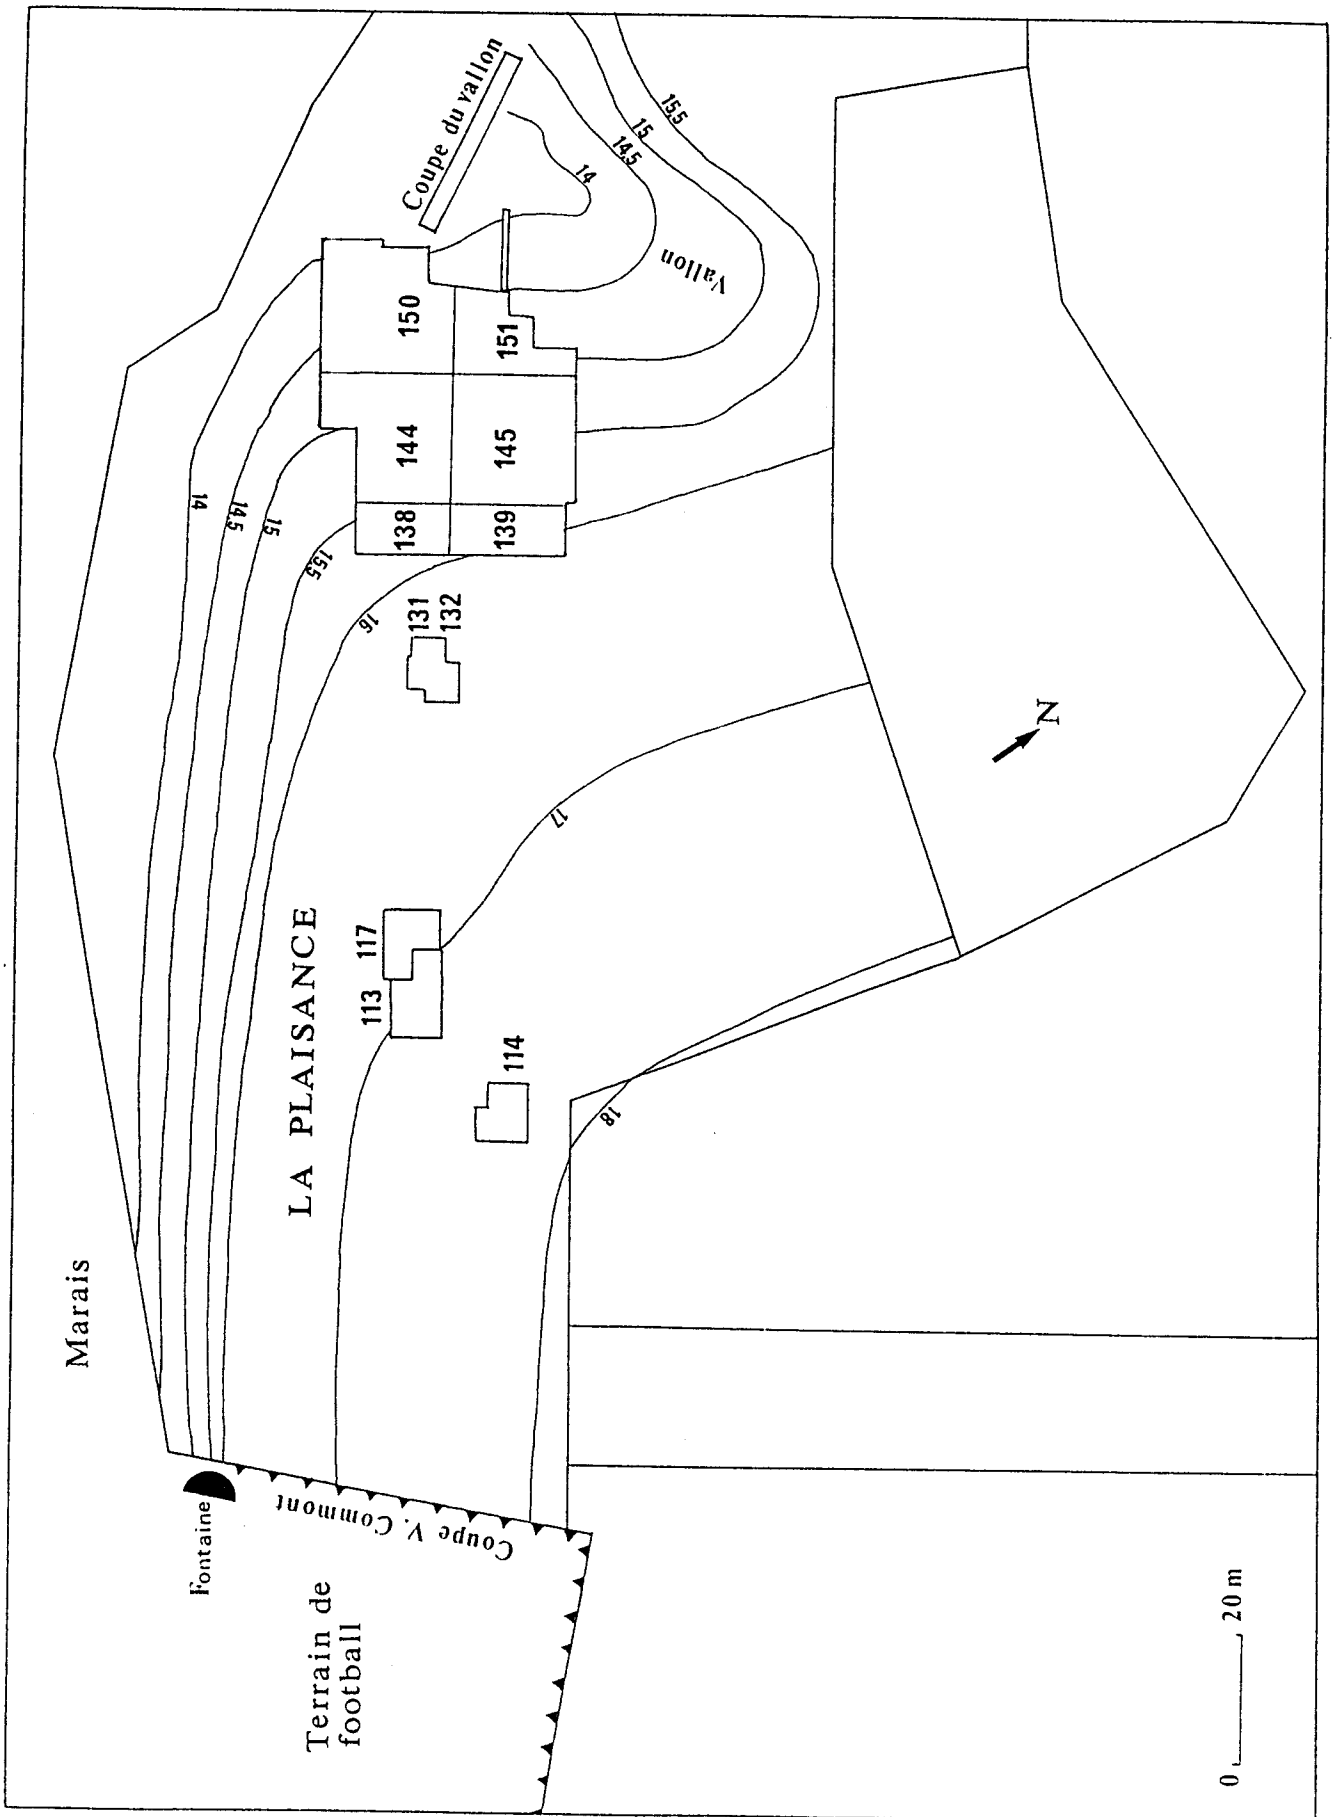 Marais
Fontaine
Terrain de
football
Coupe V. Commont
LA PLAISANCE
Coupe du vallon
Vallon
14
14,5
15
15,5
16
17
18
14
14,5
15
15,5
150
151
144
145
138
139
131
132
117
113
114
N
0 20 m